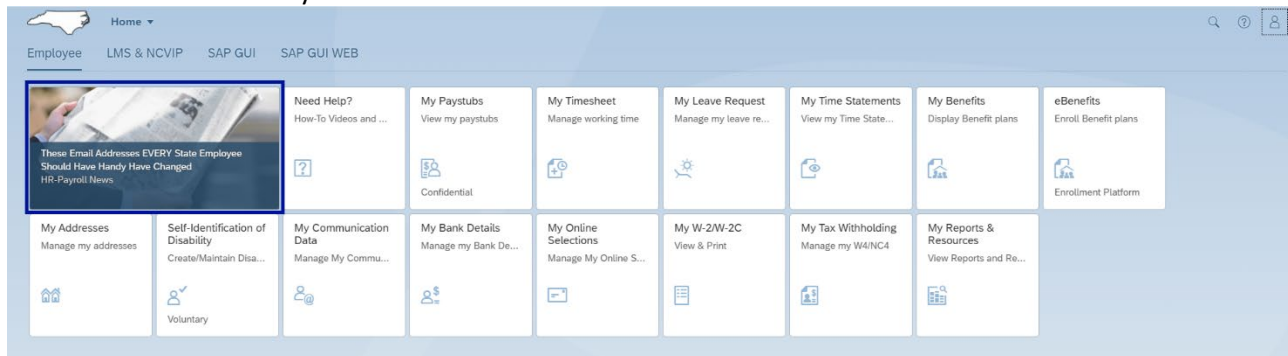 Home
Employee LMS & NCVIP SAP GUI SAP GUI WEB
These Email Addresses EVERY State Employee
Should Have Handy Have Changed
HR-Payroll News
Need Help?
How-To Videos and ...
My Paystubs
View my paystubs
Confidential
My Timesheet
Manage working time
My Leave Request
Manage my leave re...
My Time Statements
View my Time State...
My Benefits
Display Benefit plans
eBenefits
Enroll Benefit plans
Enrollment Platform
My Addresses
Manage my addresses
Self-Identification of
Disability
Create/Maintain Disa...
Voluntary
My Communication
Data
Manage My Commu...
My Bank Details
Manage my Bank De...
My Online
Selections
Manage My Online S...
My W-2/W-2C
View & Print
My Tax Withholding
Manage my W4/NC4
My Reports &
Resources
View Reports and Re...